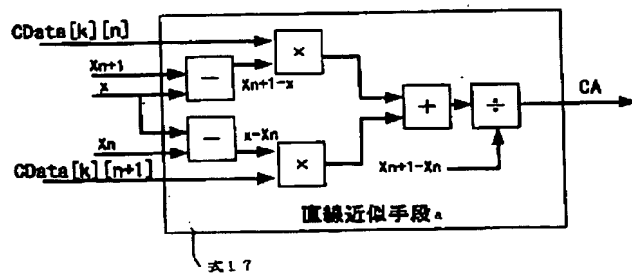 CData[k][n]
×
Xn+1
−
Xn+1-x
x
CA
+
÷
−
x-Xn
Xn
×
Xn+1-Xn
CData[k][n+1]
直線近似手段a
式17